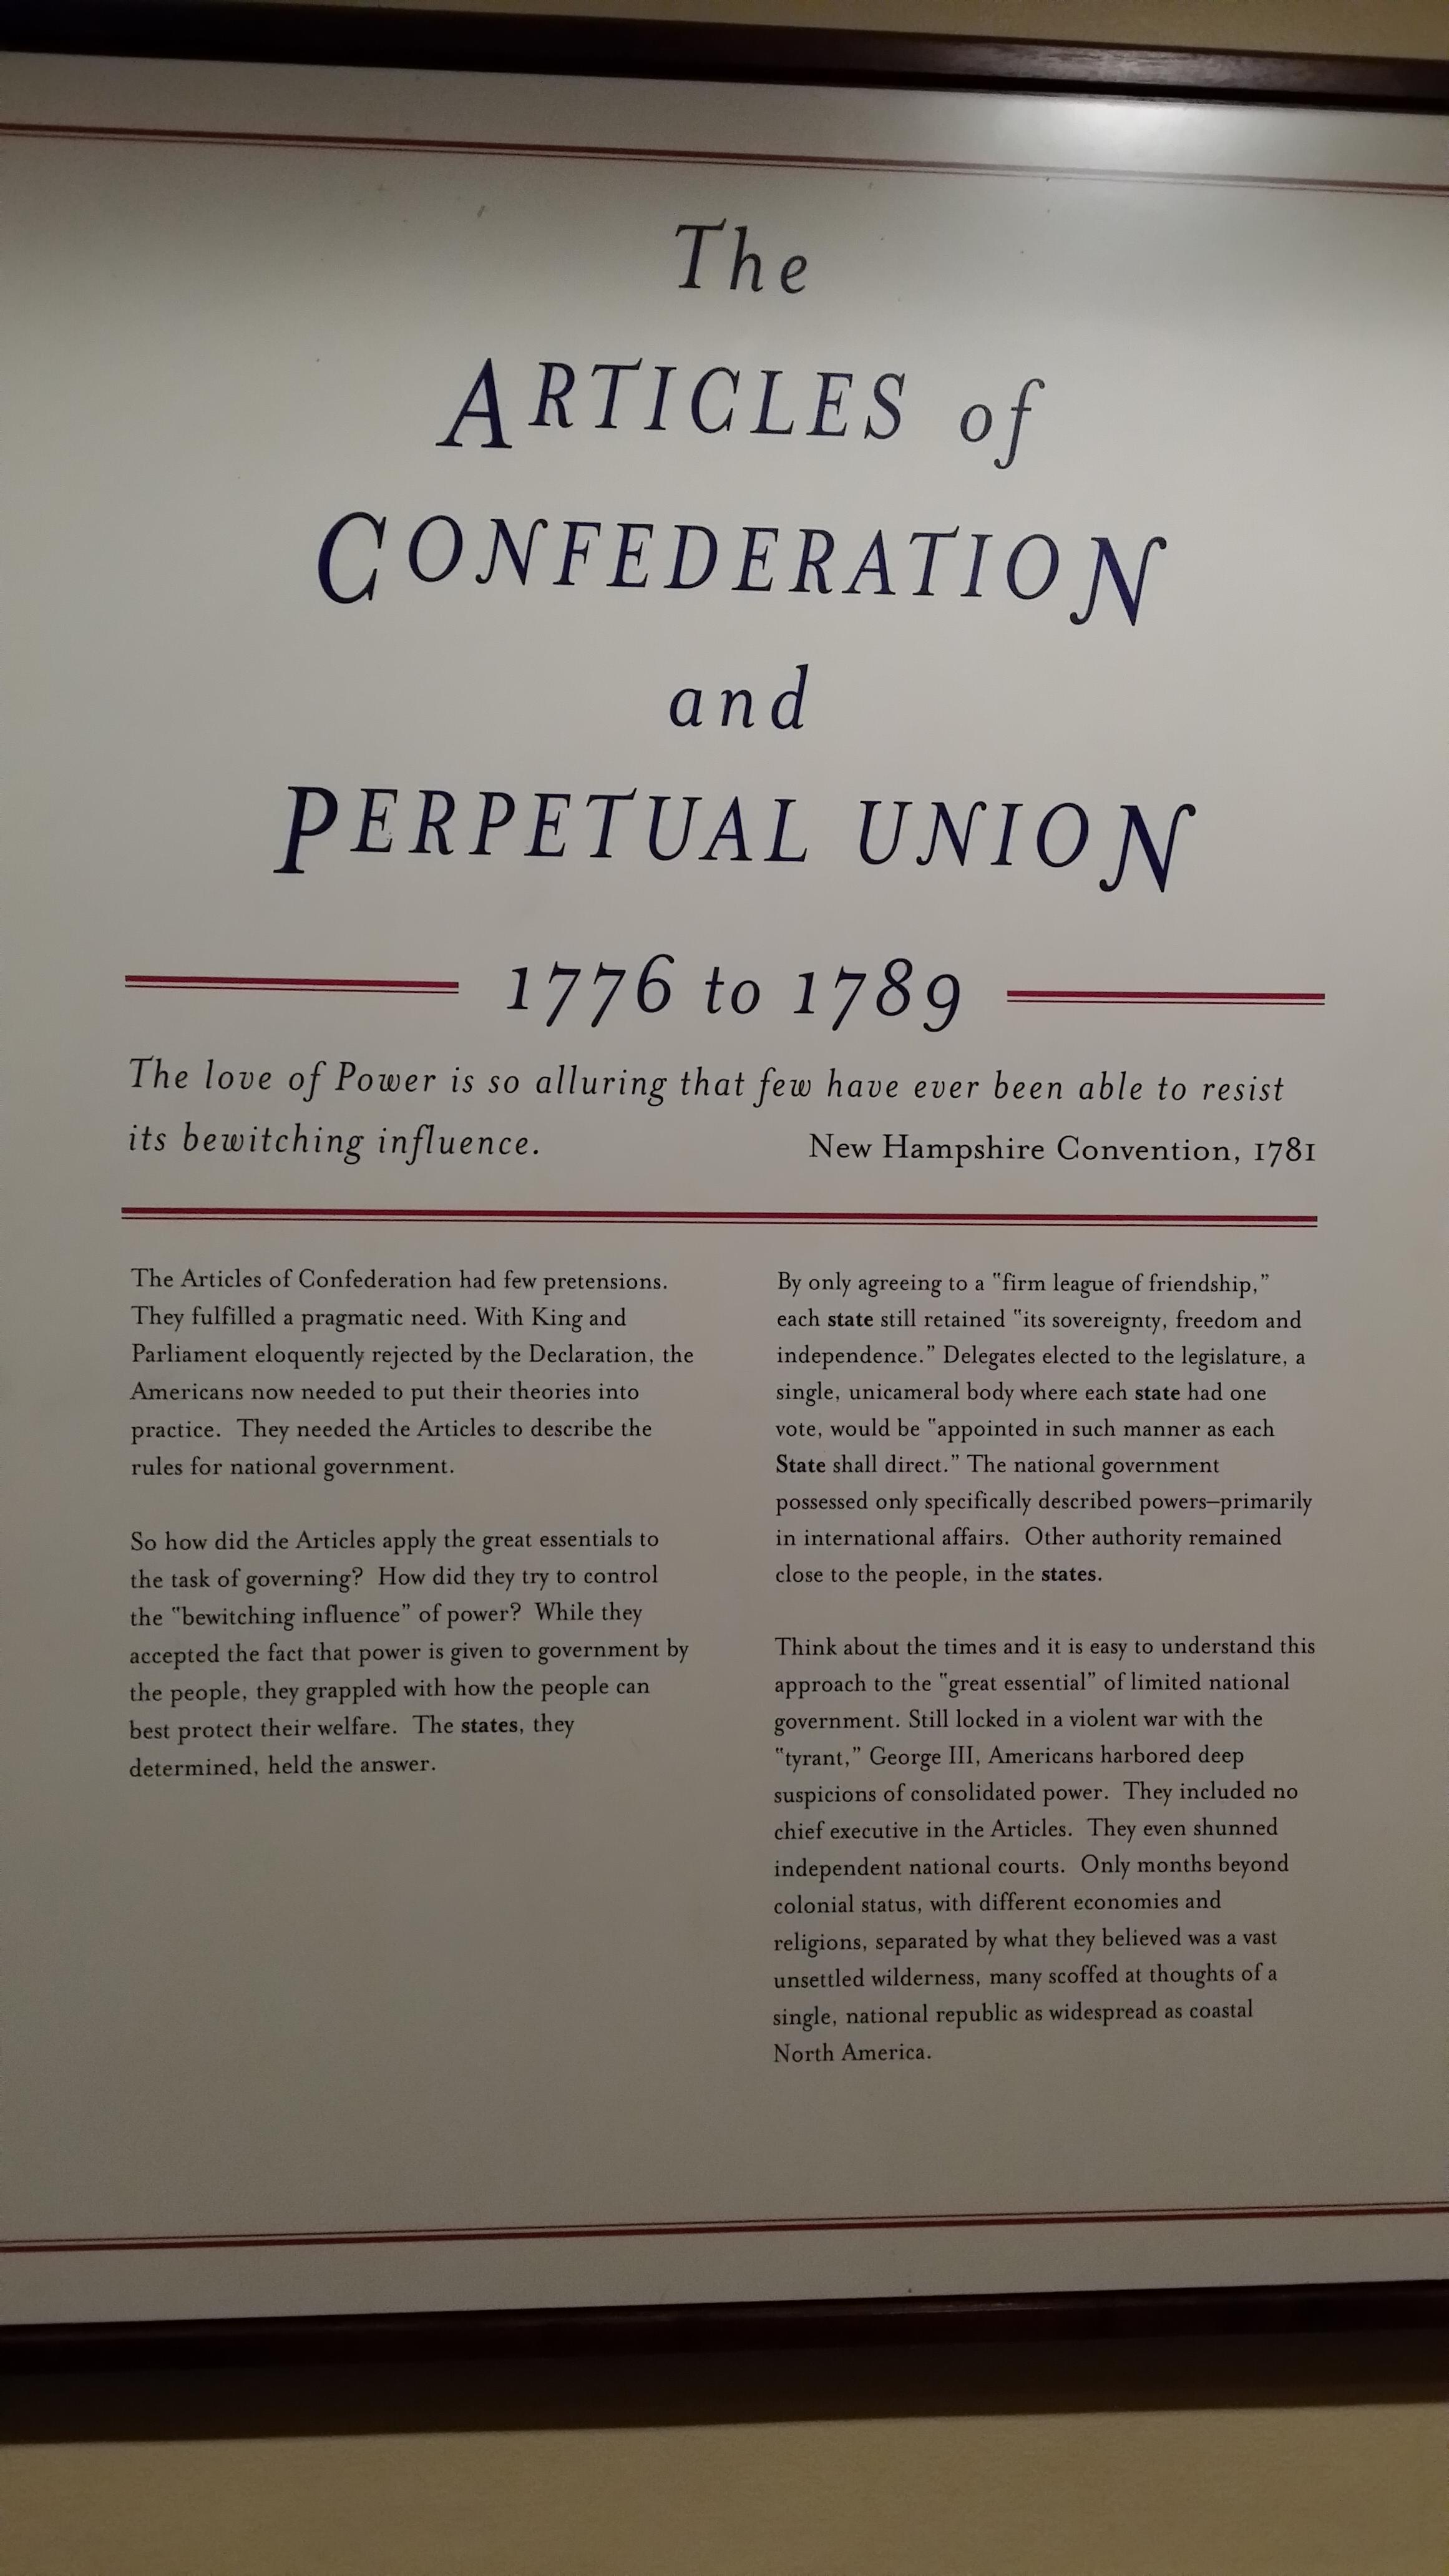 The
ARTICLES of
CONFEDERATION
and
PERPETUAL UNION
1776 to 1789
The love of Power is so alluring that few have ever been able to resist
its bewitching influence.
New Hampshire Convention, 1781
The Articles of Confederation had few pretensions.
They fulfilled a pragmatic need. With King and
Parliament eloquently rejected by the Declaration, the
Americans now needed to put their theories into
practice. They needed the Articles to describe the
rules for national government.
So how did the Articles apply the great essentials to
the task of governing? How did they try to control
the "bewitching influence" of power? While they
accepted the fact that power is given to government by
the people, they grappled with how the people can
best protect their welfare. The states, they
determined, held the answer.
By only agreeing to a "firm league of friendship,"
each state still retained "its sovereignty, freedom and
independence." Delegates elected to the legislature, a
single, unicameral body where each state had one
vote, would be "appointed in such manner as each
State shall direct." The national government
possessed only specifically described powers–primarily
in international affairs. Other authority remained
close to the people, in the states.
Think about the times and it is easy to understand this
approach to the "great essential" of limited national
government. Still locked in a violent war with the
"tyrant," George III, Americans harbored deep
suspicions of consolidated power. They included no
chief executive in the Articles. They even shunned
independent national courts. Only months beyond
colonial status, with different economies and
religions, separated by what they believed was a vast
unsettled wilderness, many scoffed at thoughts of a
single, national republic as widespread as coastal
North America.